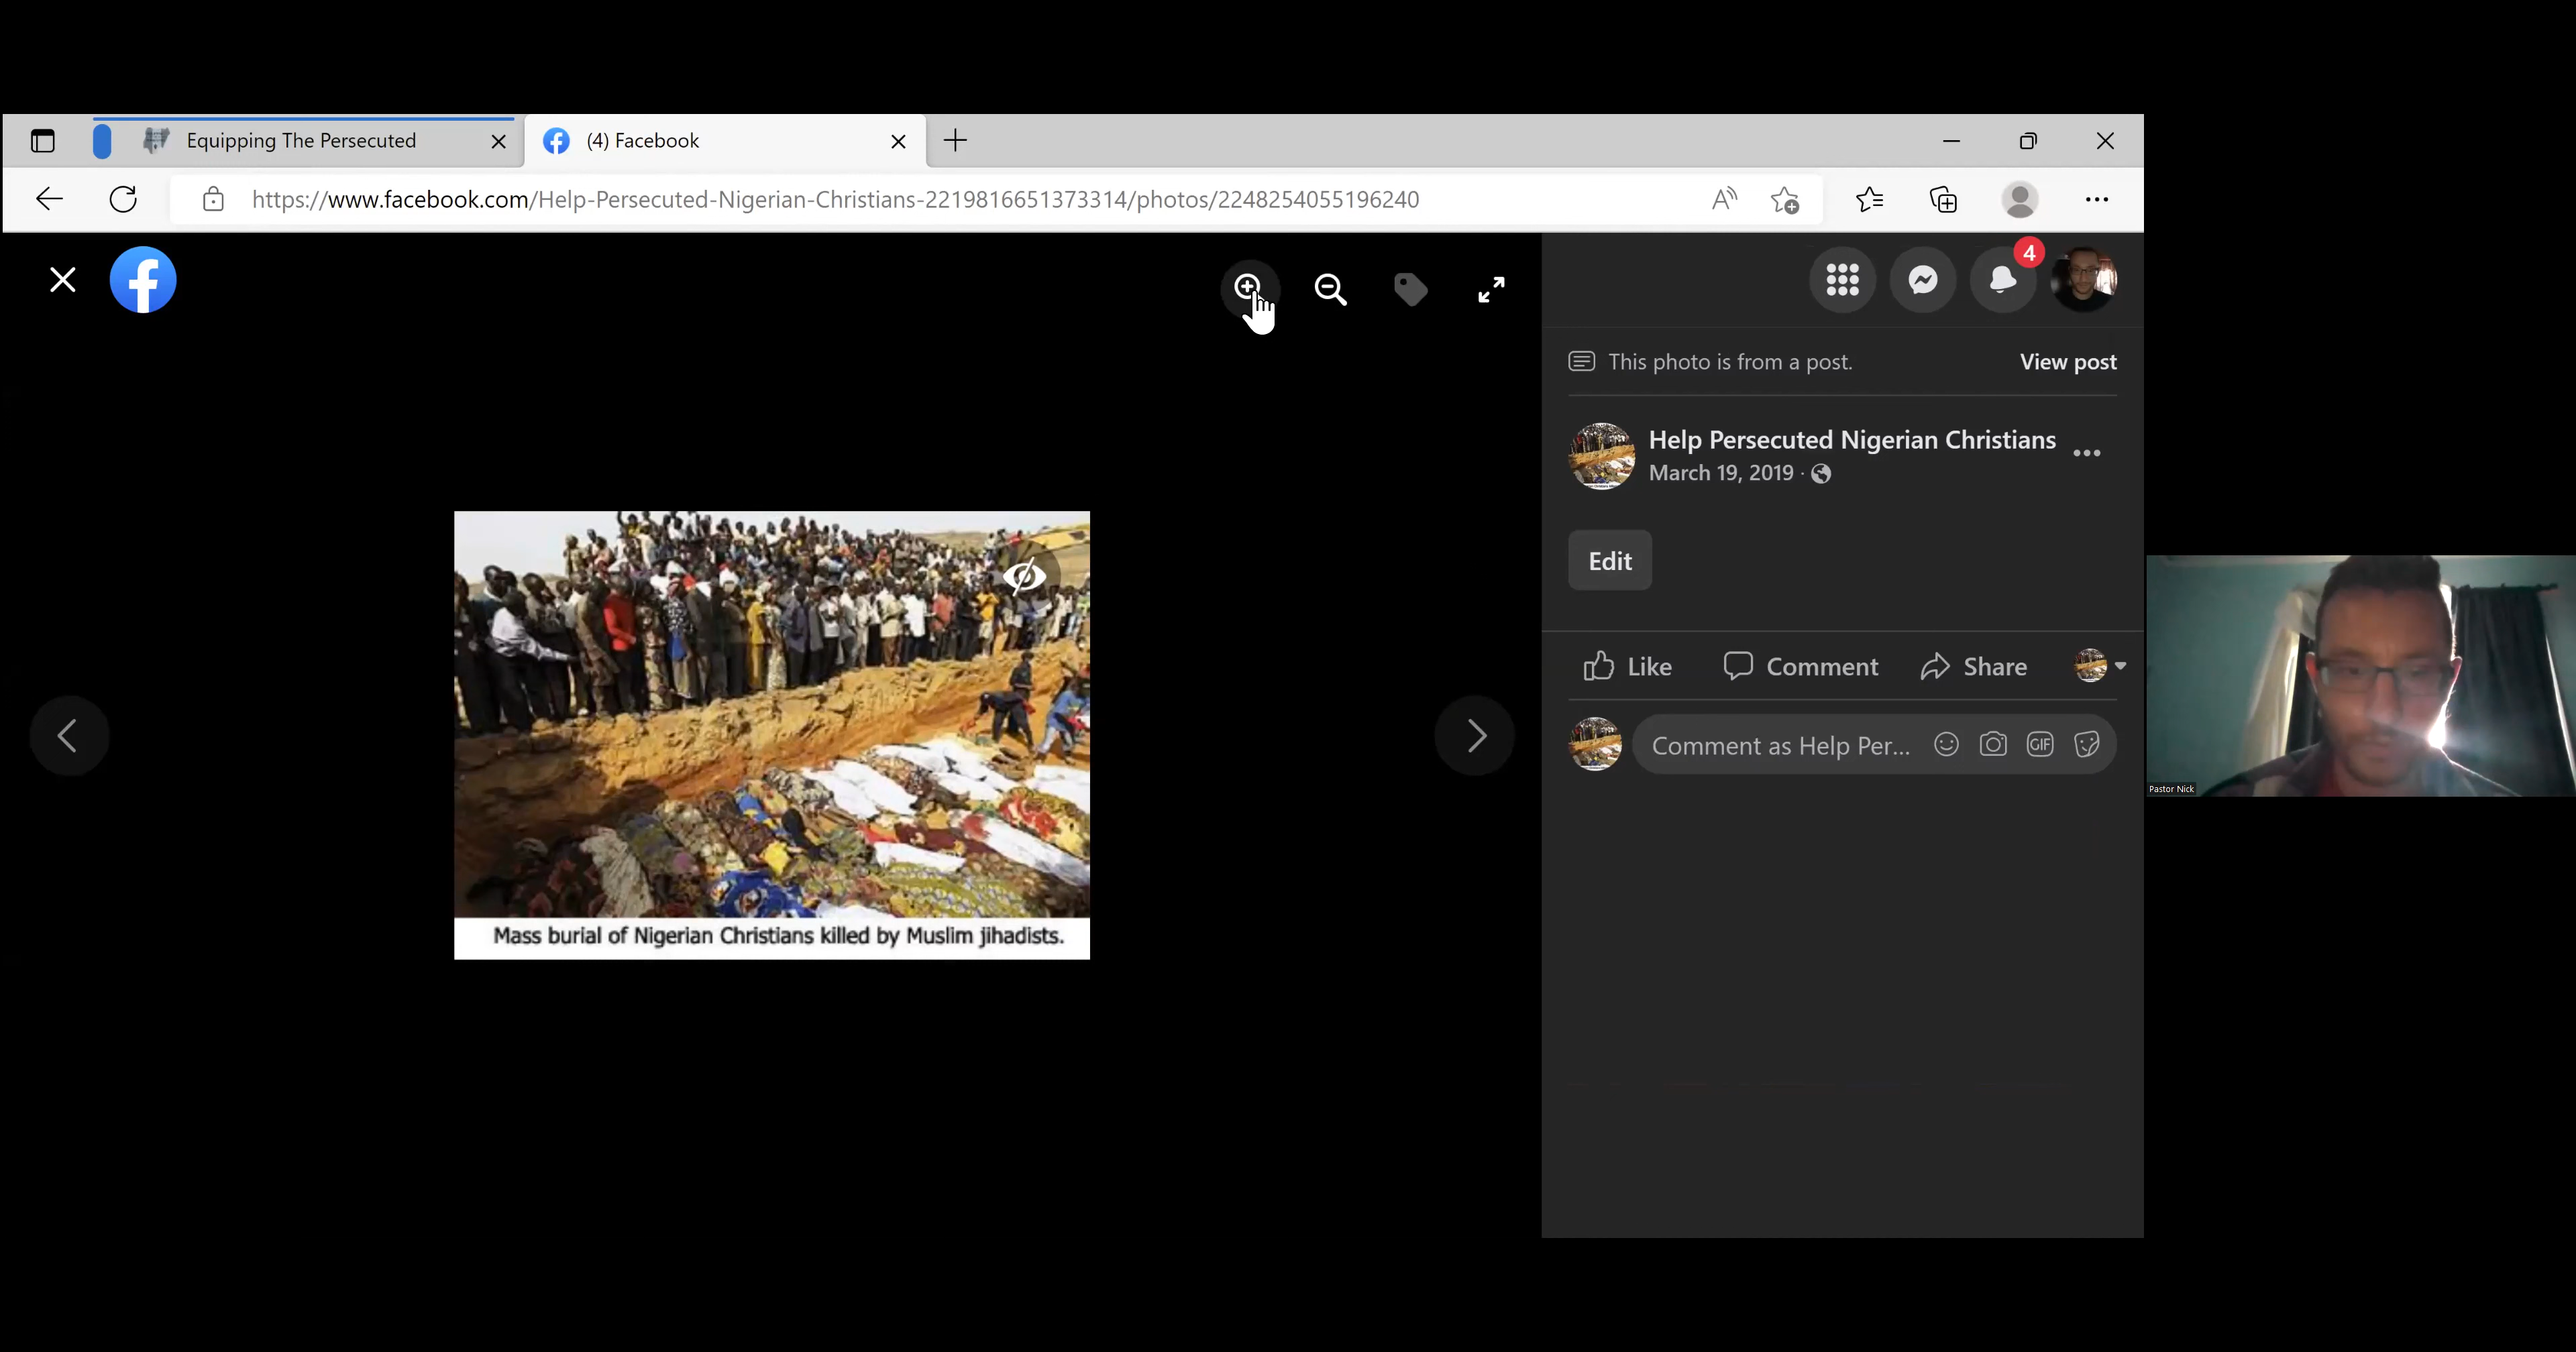 Equipping The Persecuted
(4) Facebook
https://www.facebook.com/Help-Persecuted-Nigerian-Christians-2219816651373314/photos/2248254055196240
4
This photo is from a post.
View post
Help Persecuted Nigerian Christians
March 19, 2019 ·
Edit
Like
Comment
Share
Comment as Help Per...
GIF
Mass burial of Nigerian Christians killed by Muslim jihadists.
Pastor Nick